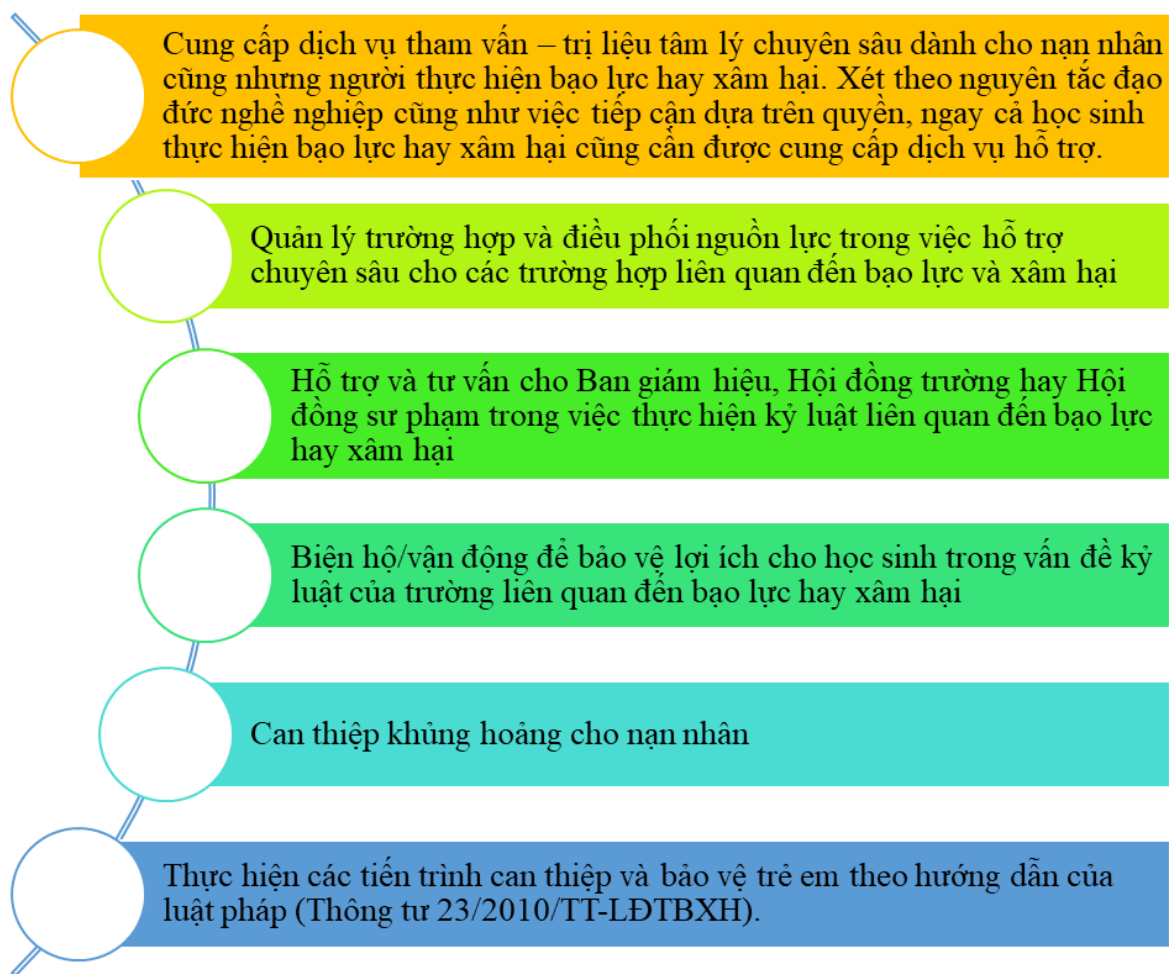 Cung cấp dịch vụ tham vấn – trị liệu tâm lý chuyên sâu dành cho nạn nhân
cũng nhưng người thực hiện bạo lực hay xâm hại. Xét theo nguyên tắc đạo
đức nghề nghiệp cũng như việc tiếp cận dựa trên quyền, ngay cả học sinh
thực hiện bạo lực hay xâm hại cũng cần được cung cấp dịch vụ hỗ trợ.
Quản lý trường hợp và điều phối nguồn lực trong việc hỗ trợ
chuyên sâu cho các trường hợp liên quan đến bạo lực và xâm hại
Hỗ trợ và tư vấn cho Ban giám hiệu, Hội đồng trường hay Hội
đồng sư phạm trong việc thực hiện kỷ luật liên quan đến bạo lực
hay xâm hại
Biện hộ/vận động để bảo vệ lợi ích cho học sinh trong vấn đề kỷ
luật của trường liên quan đến bạo lực hay xâm hại
Can thiệp khủng hoảng cho nạn nhân
Thực hiện các tiến trình can thiệp và bảo vệ trẻ em theo hướng dẫn của
luật pháp (Thông tư 23/2010/TT-LĐTBXH).